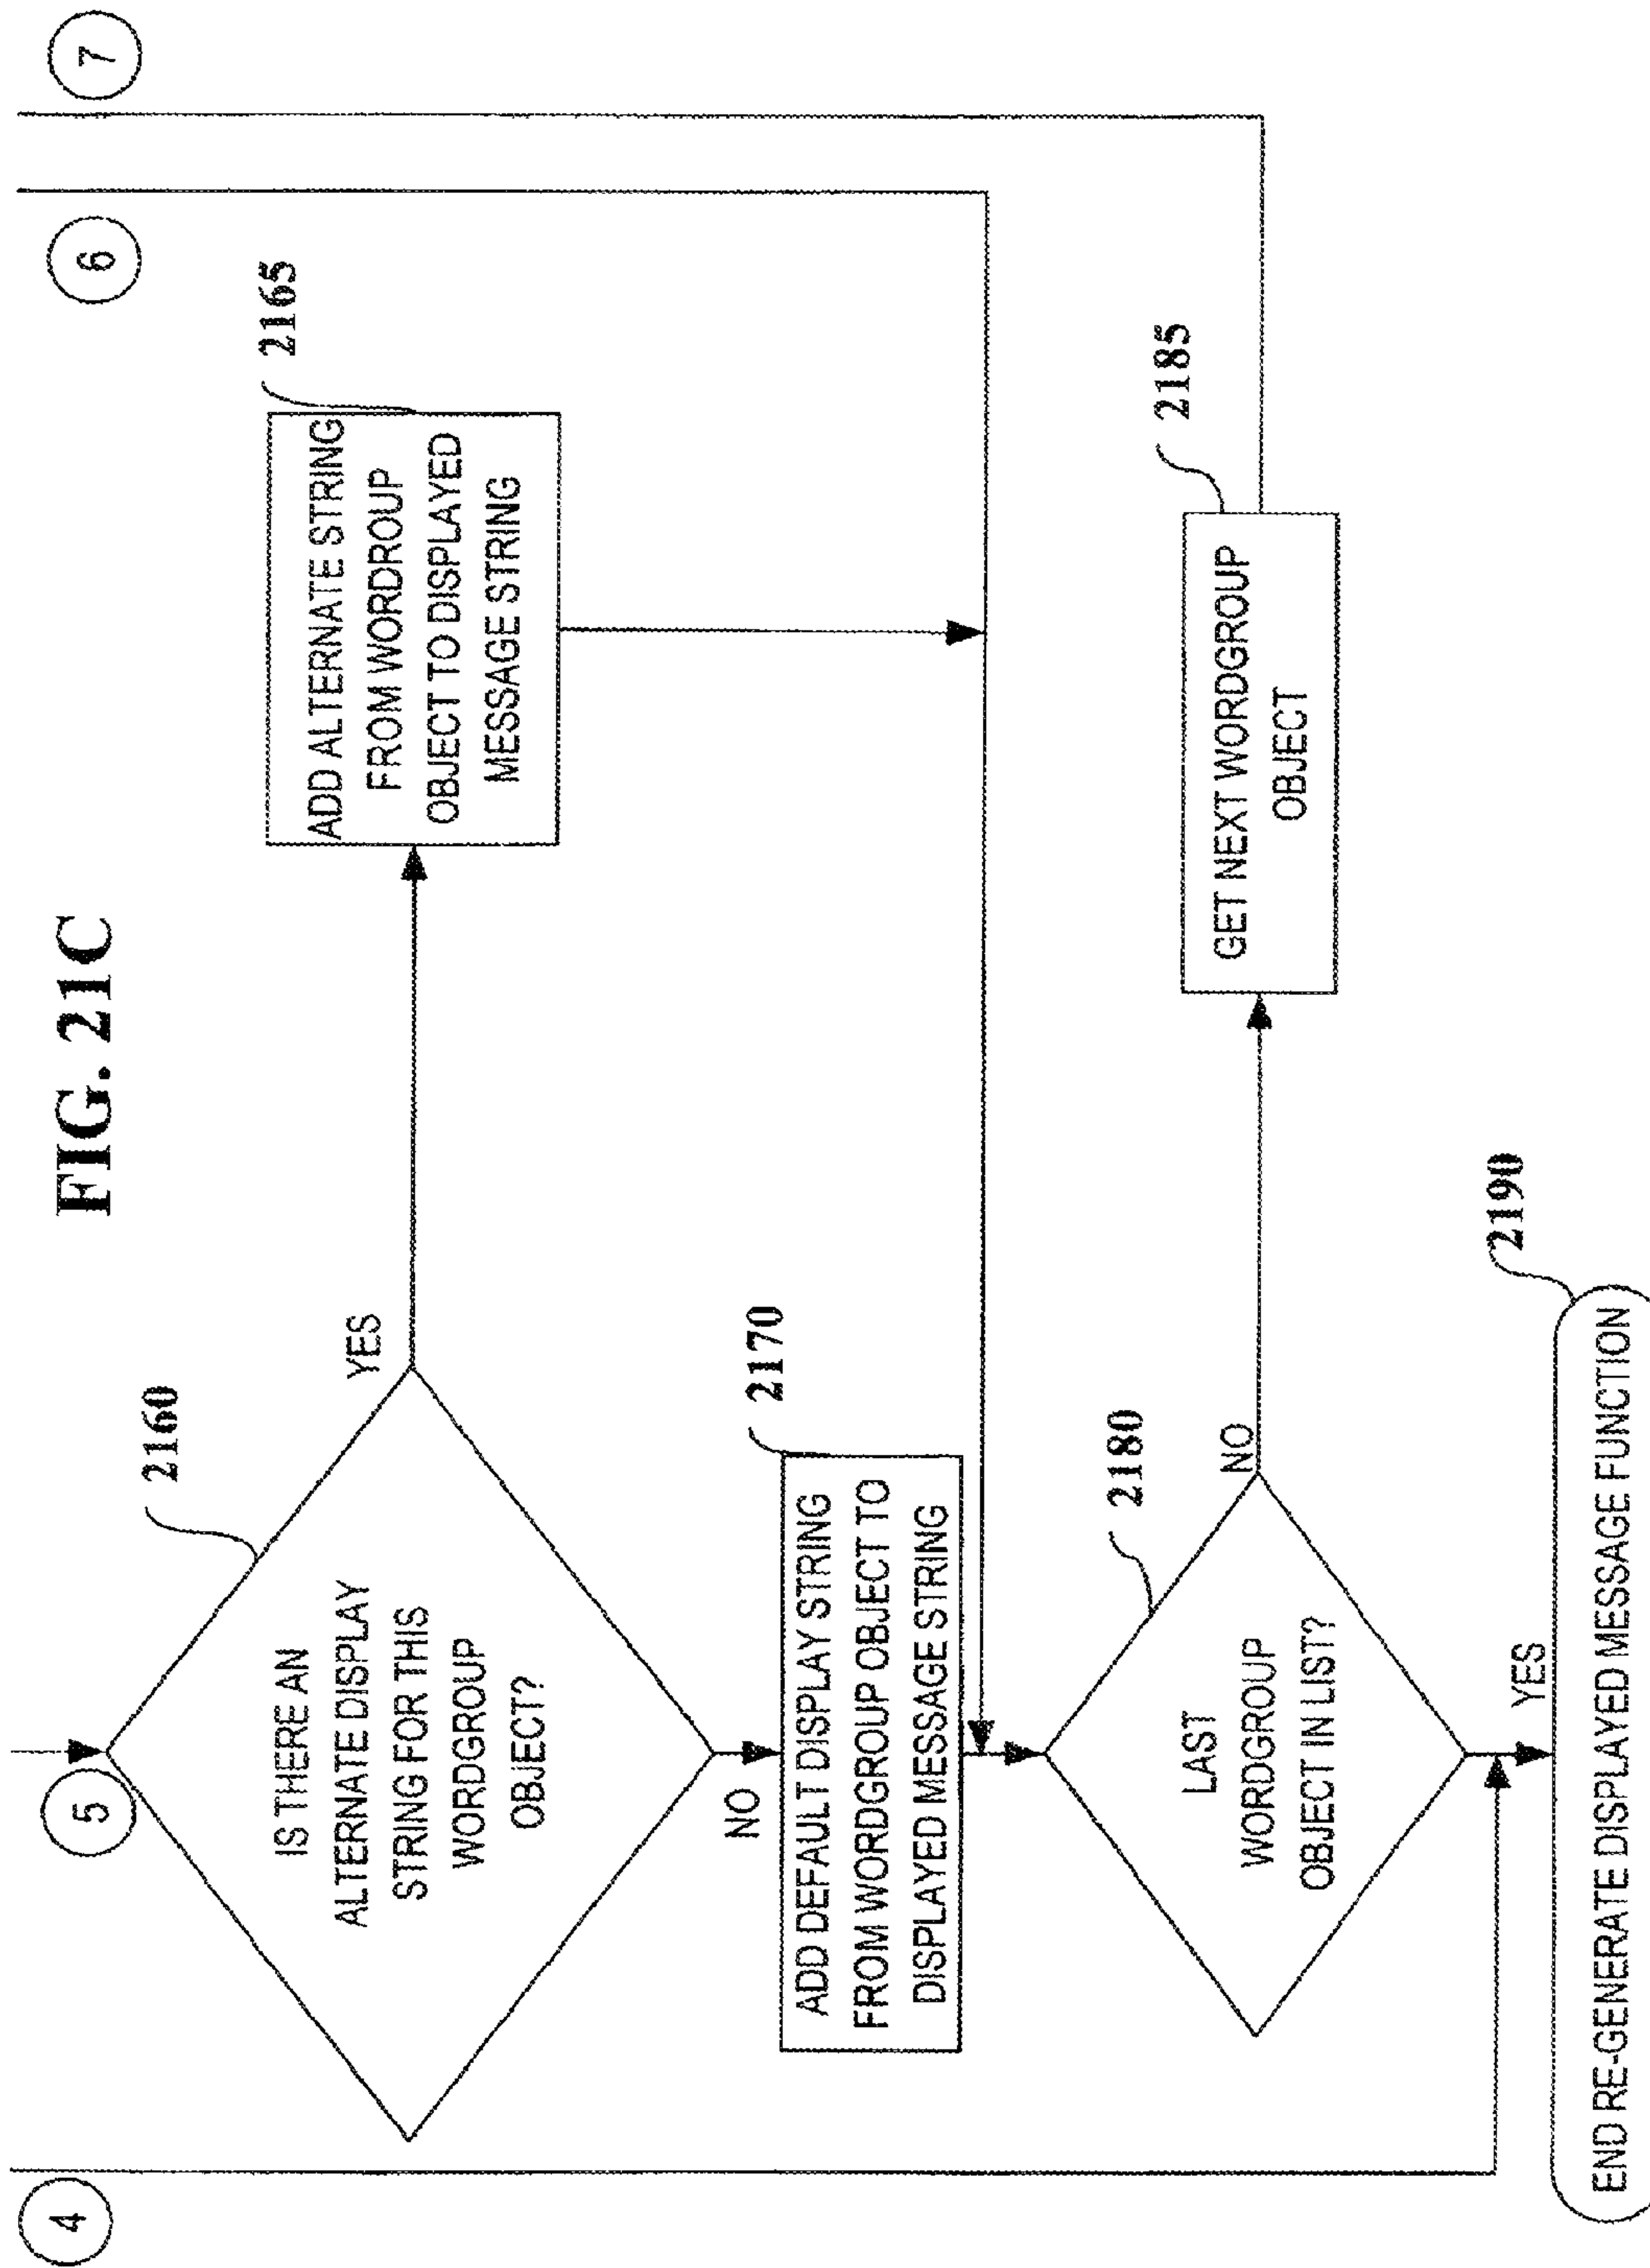 FIG. 21C
4
5
6
7
2160
IS THERE AN
ALTERNATE DISPLAY
STRING FOR THIS
WORDGROUP
OBJECT?
YES
2165
ADD ALTERNATE STRING
FROM WORDROUP
OBJECT TO DISPLAYED
MESSAGE STRING
NO
2170
ADD DEFAULT DISPLAY STRING
FROM WORDGROUP OBJECT TO
DISPLAYED MESSAGE STRING
2180
LAST
WORDGROUP
OBJECT IN LIST?
NO
2185
GET NEXT WORDGROUP
OBJECT
YES
2190
END RE-GENERATE DISPLAYED MESSAGE FUNCTION